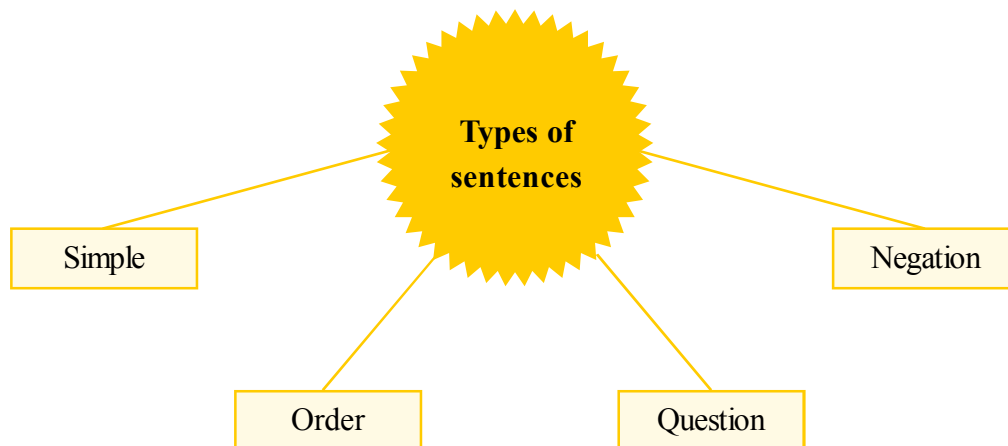 Types of
sentences
Simple
Negation
Order
Question